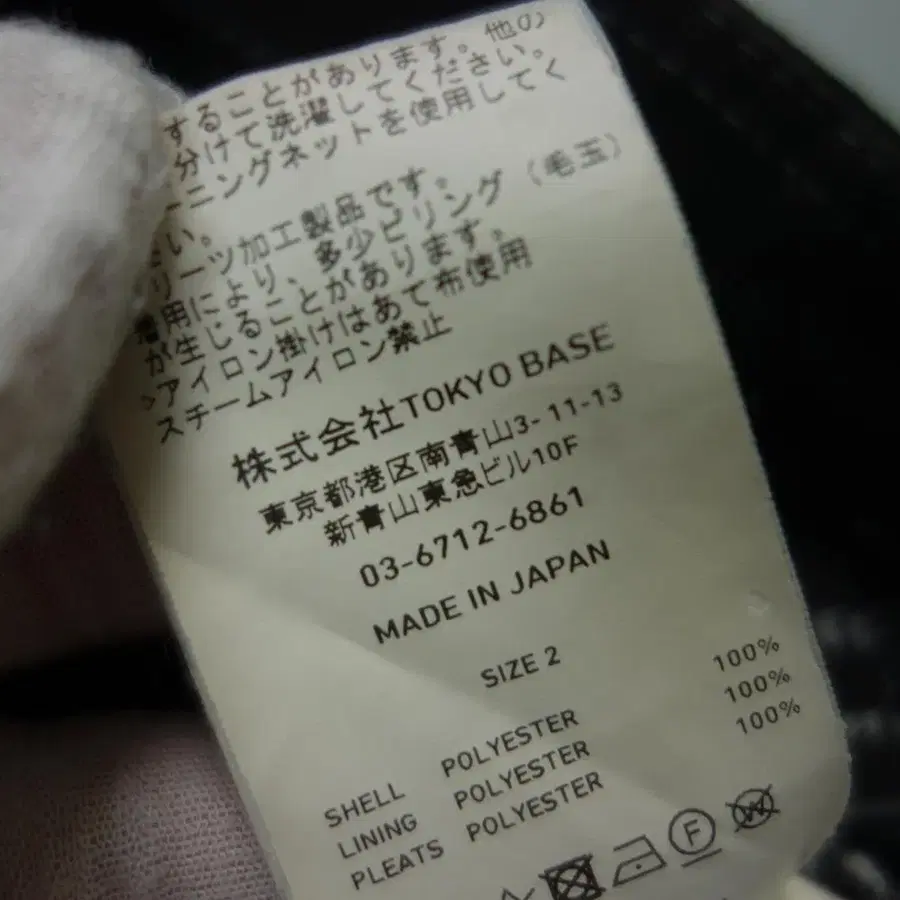 することがあります。他の
分けて洗濯してください。
ーニングネットを使用してく
さい。
リーツ加工製品です。
着用により、多少ピリング（毛玉）
が生じることがあります。
>アイロン掛けはあて布使用
スチームアイロン禁止
株式会社TOKYO BASE
東京都港区南青山3-11-13
新青山東急ビル10F
03-6712-6861
MADE IN JAPAN
SIZE 2
SHELL POLYESTER 100%
LINING POLYESTER 100%
PLEATS POLYESTER 100%
F W